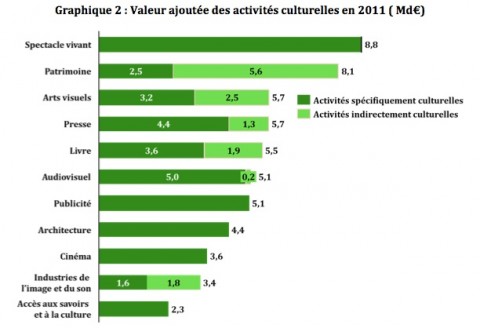 Graphique 2 : Valeur ajoutée des activités culturelles en 2011 ( Md€)
Spectacle vivant 8,8
Patrimoine 2,5 5,6 8,1
Arts visuels 3,2 2,5 5,7
Activités spécifiquement culturelles
Activités indirectement culturelles
Presse 4,4 1,3 5,7
Livre 3,6 1,9 5,5
Audiovisuel 5,0 0,2 5,1
Publicité 5,1
Architecture 4,4
Cinéma 3,6
Industries de
l'image et du son 1,6 1,8 3,4
Accès aux savoirs
et à la culture 2,3